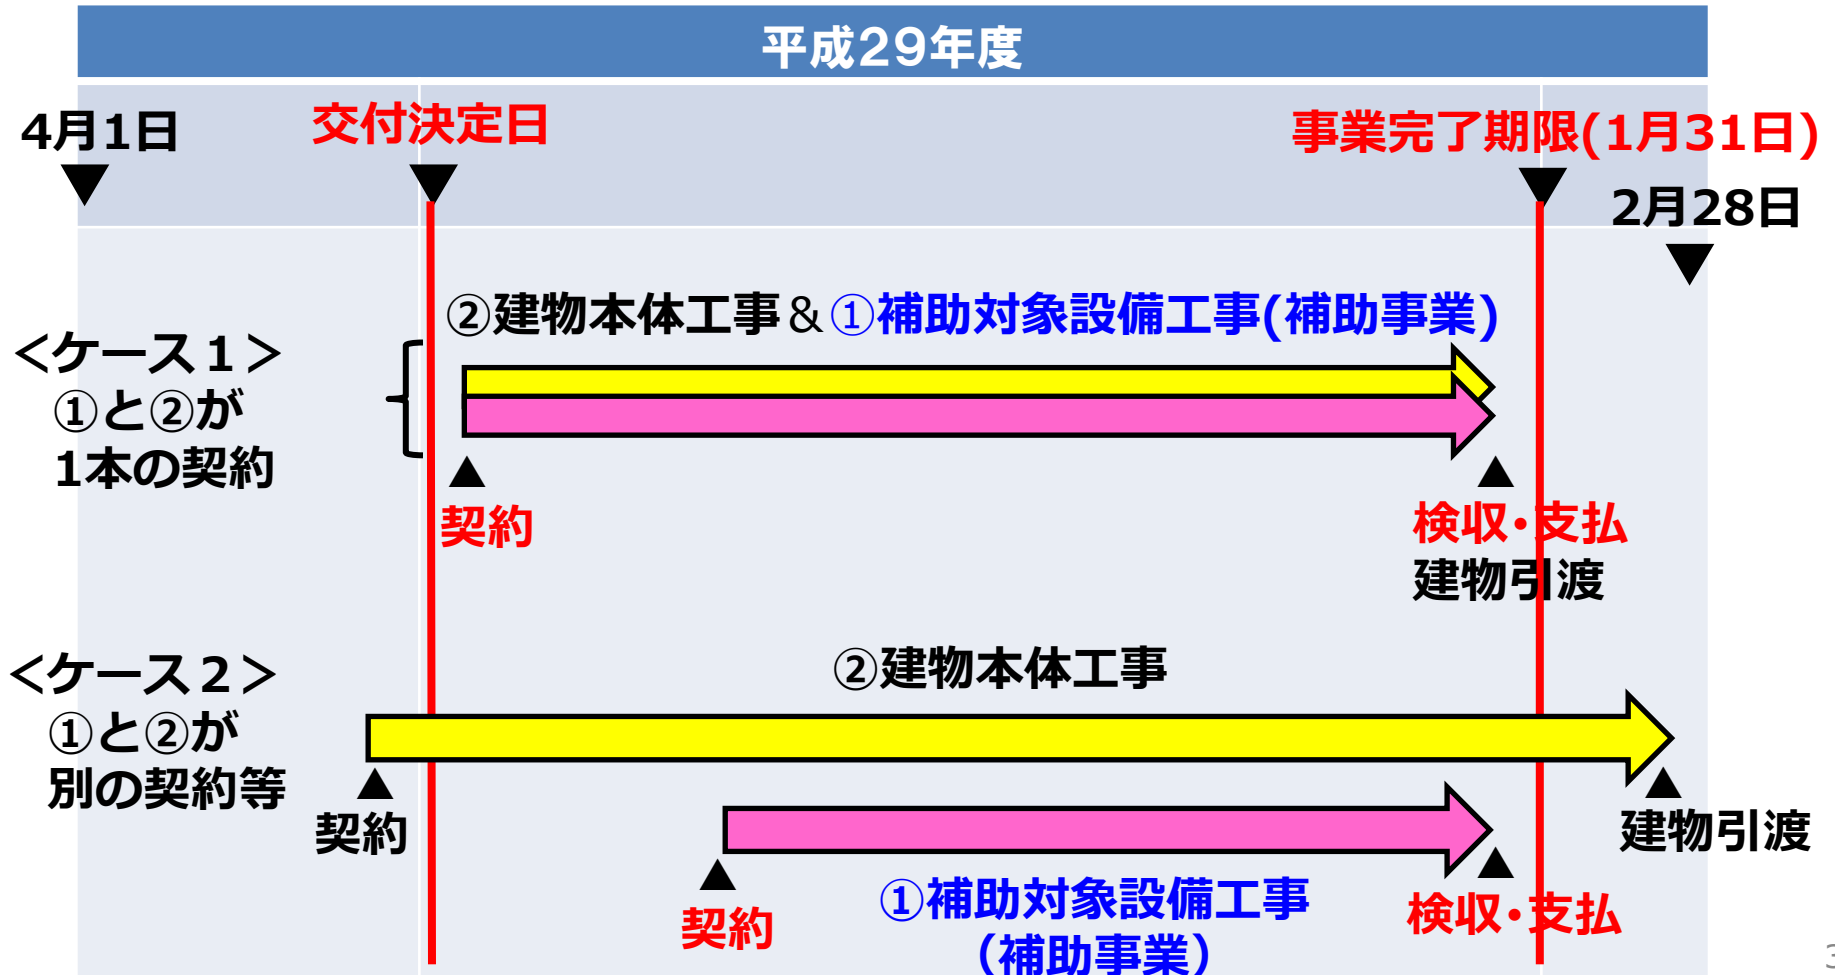 平成29年度
4月1日
交付決定日
事業完了期限(1月31日)
2月28日
②建物本体工事＆①補助対象設備工事(補助事業)
＜ケース１＞
①と②が
1本の契約
契約
検収・支払
建物引渡
＜ケース２＞
①と②が
別の契約等
②建物本体工事
契約
建物引渡
契約
①補助対象設備工事
(補助事業)
検収・支払